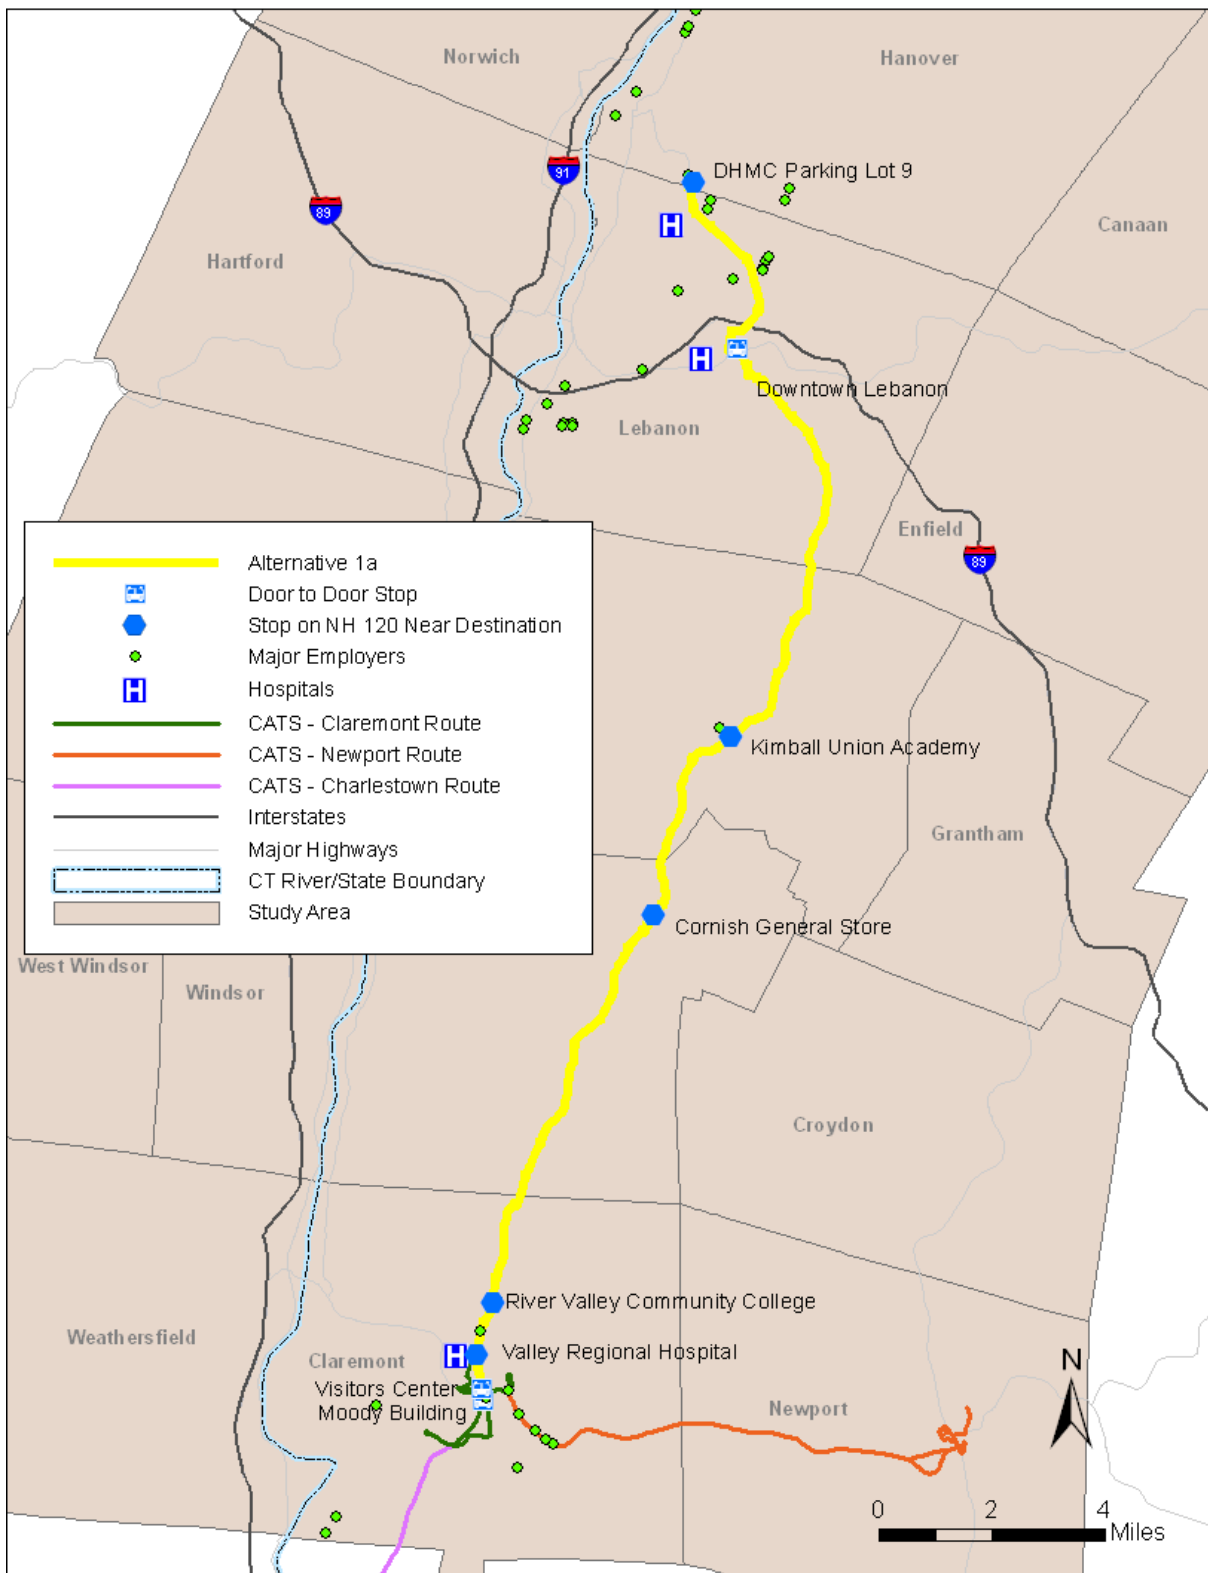 Norwich
Hanover
91
DHMC Parking Lot 9
89
H
Canaan
Hartford
H
Downtown Lebanon
Lebanon
Enfield
89
Alternative 1a
Door to Door Stop
Stop on NH 120 Near Destination
Major Employers
H Hospitals
CATS - Claremont Route
CATS - Newport Route
CATS - Charlestown Route
Interstates
Major Highways
CT River/State Boundary
Study Area
Kimball Union Academy
Grantham
Cornish General Store
West Windsor
Windsor
Croydon
River Valley Community College
Weathersfield
H Valley Regional Hospital
Claremont
Visitors Center
Moody Building
Newport
N
0 2 4
Miles